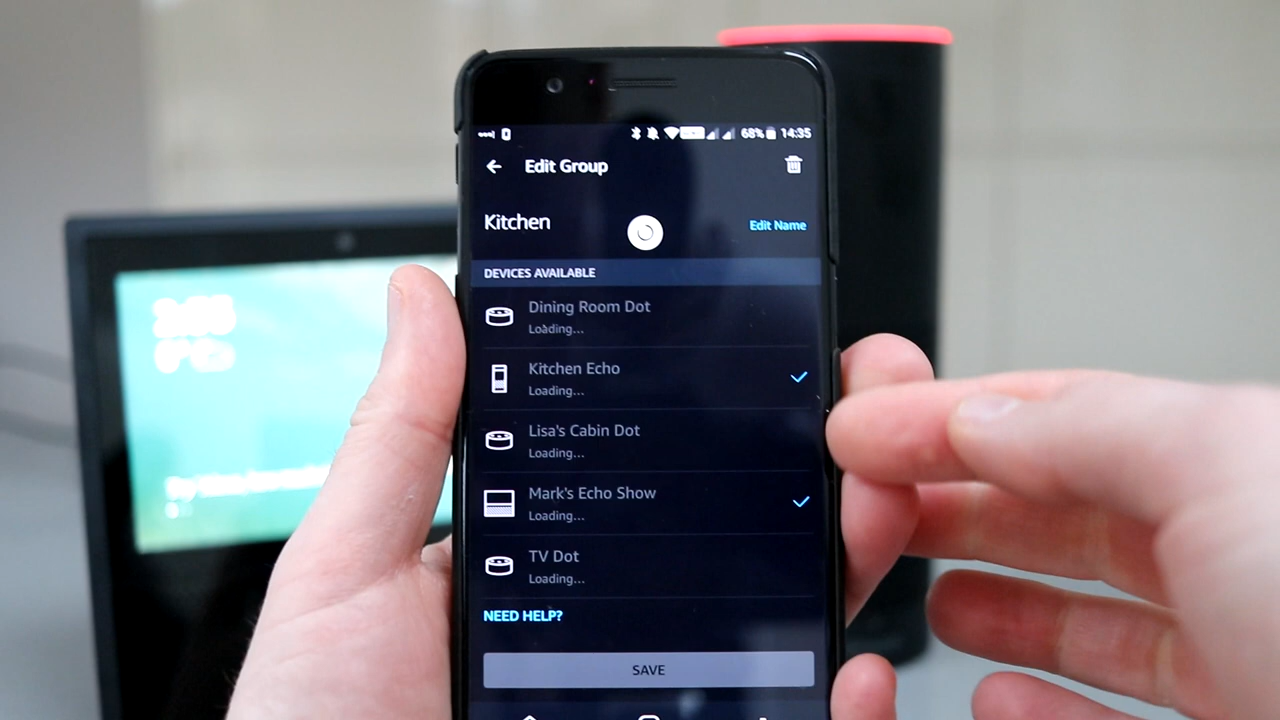 68% 14:35
Edit Group
Kitchen
Edit Name
DEVICES AVAILABLE
Dining Room Dot
Loading...
Kitchen Echo
Loading...
Lisa's Cabin Dot
Loading...
Mark's Echo Show
Loading...
TV Dot
Loading...
NEED HELP?
SAVE